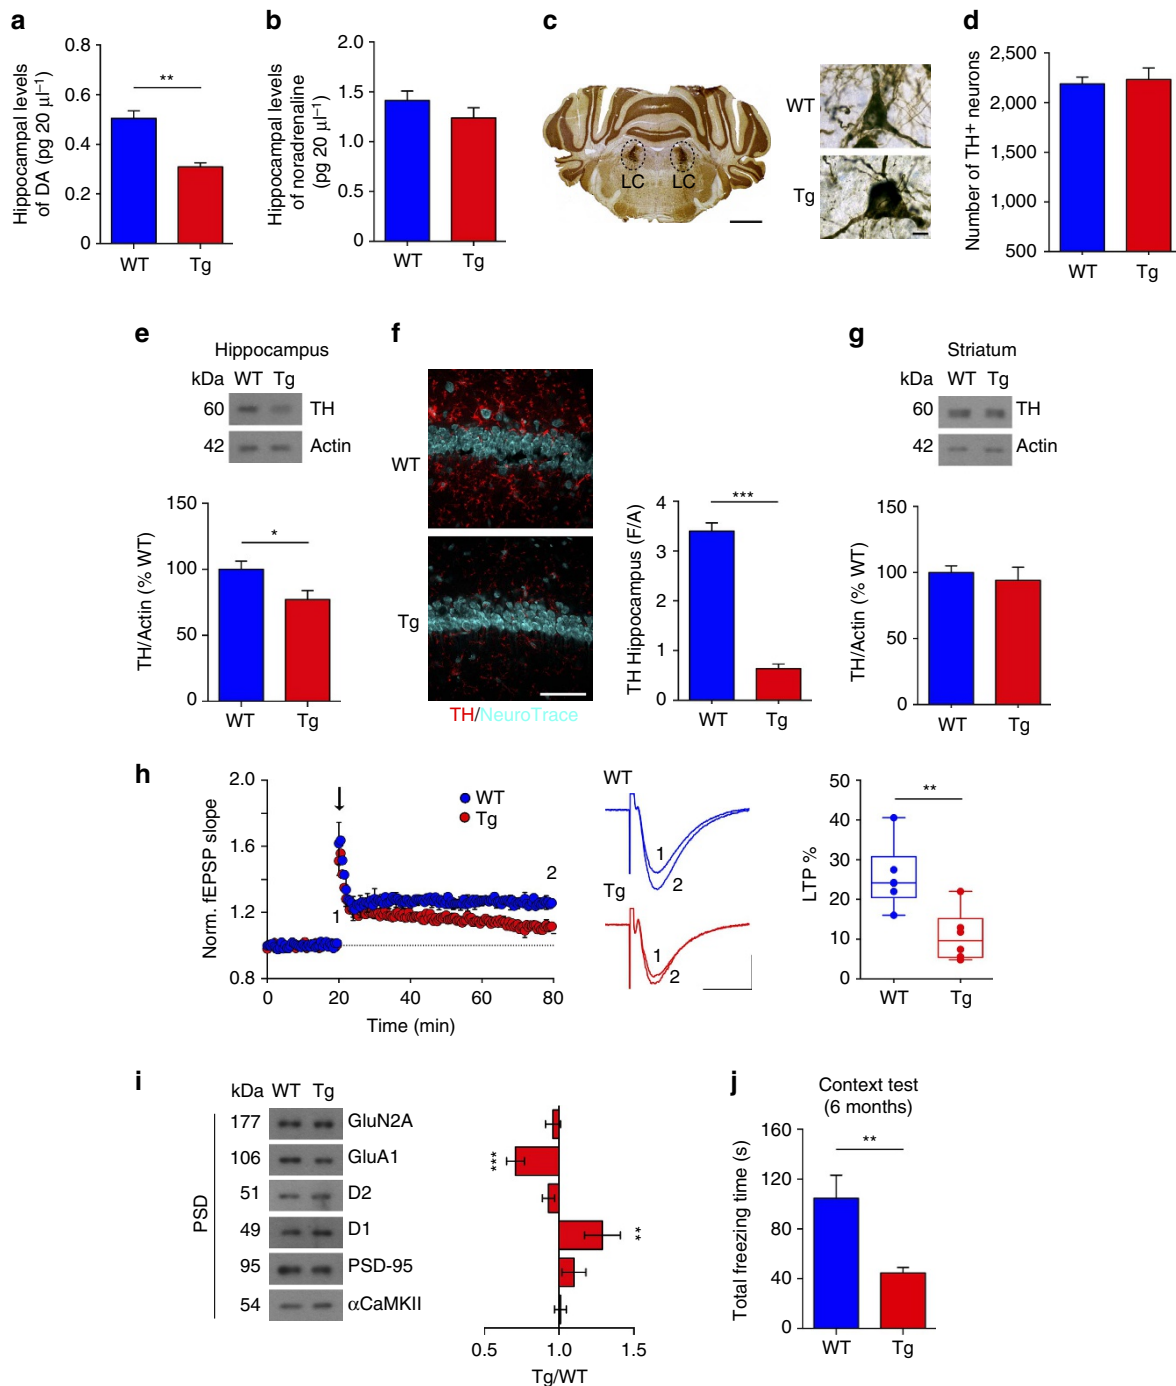 a
0.8
0.6
0.4
0.2
0
Hippocampal levels
of DA (pg 20 μl⁻¹)
**
WT
Tg
b
2.0
1.5
1.0
0.5
0
Hippocampal levels
of noradrenaline
(pg 20 μl⁻¹)
WT
Tg
c
LC
LC
WT
Tg
d
2,500
2,000
1,500
1,000
500
Number of TH⁺ neurons
WT
Tg
e
Hippocampus
kDa WT Tg
60 TH
42 Actin
150
100
50
0
TH/Actin (% WT)
*
WT
Tg
f
WT
Tg
TH/NeuroTrace
4
3
2
1
0
TH Hippocampus (F/A)
***
WT
Tg
g
Striatum
kDa WT Tg
60 TH
42 Actin
150
100
50
0
TH/Actin (% WT)
WT
Tg
h
2.0
1.6
1.2
0.8
Norm. fEPSP slope
WT
Tg
1
2
0
20
40
60
80
Time (min)
WT
1
2
Tg
1
2
50
40
30
20
10
0
LTP %
**
WT
Tg
i
kDa WT Tg
PSD
177 GluN2A
106 GluA1
51 D2
49 D1
95 PSD-95
54 αCaMKII
***
**
0.5
1.0
1.5
Tg/WT
j
Context test
(6 months)
160
120
80
40
0
Total freezing time (s)
**
WT
Tg